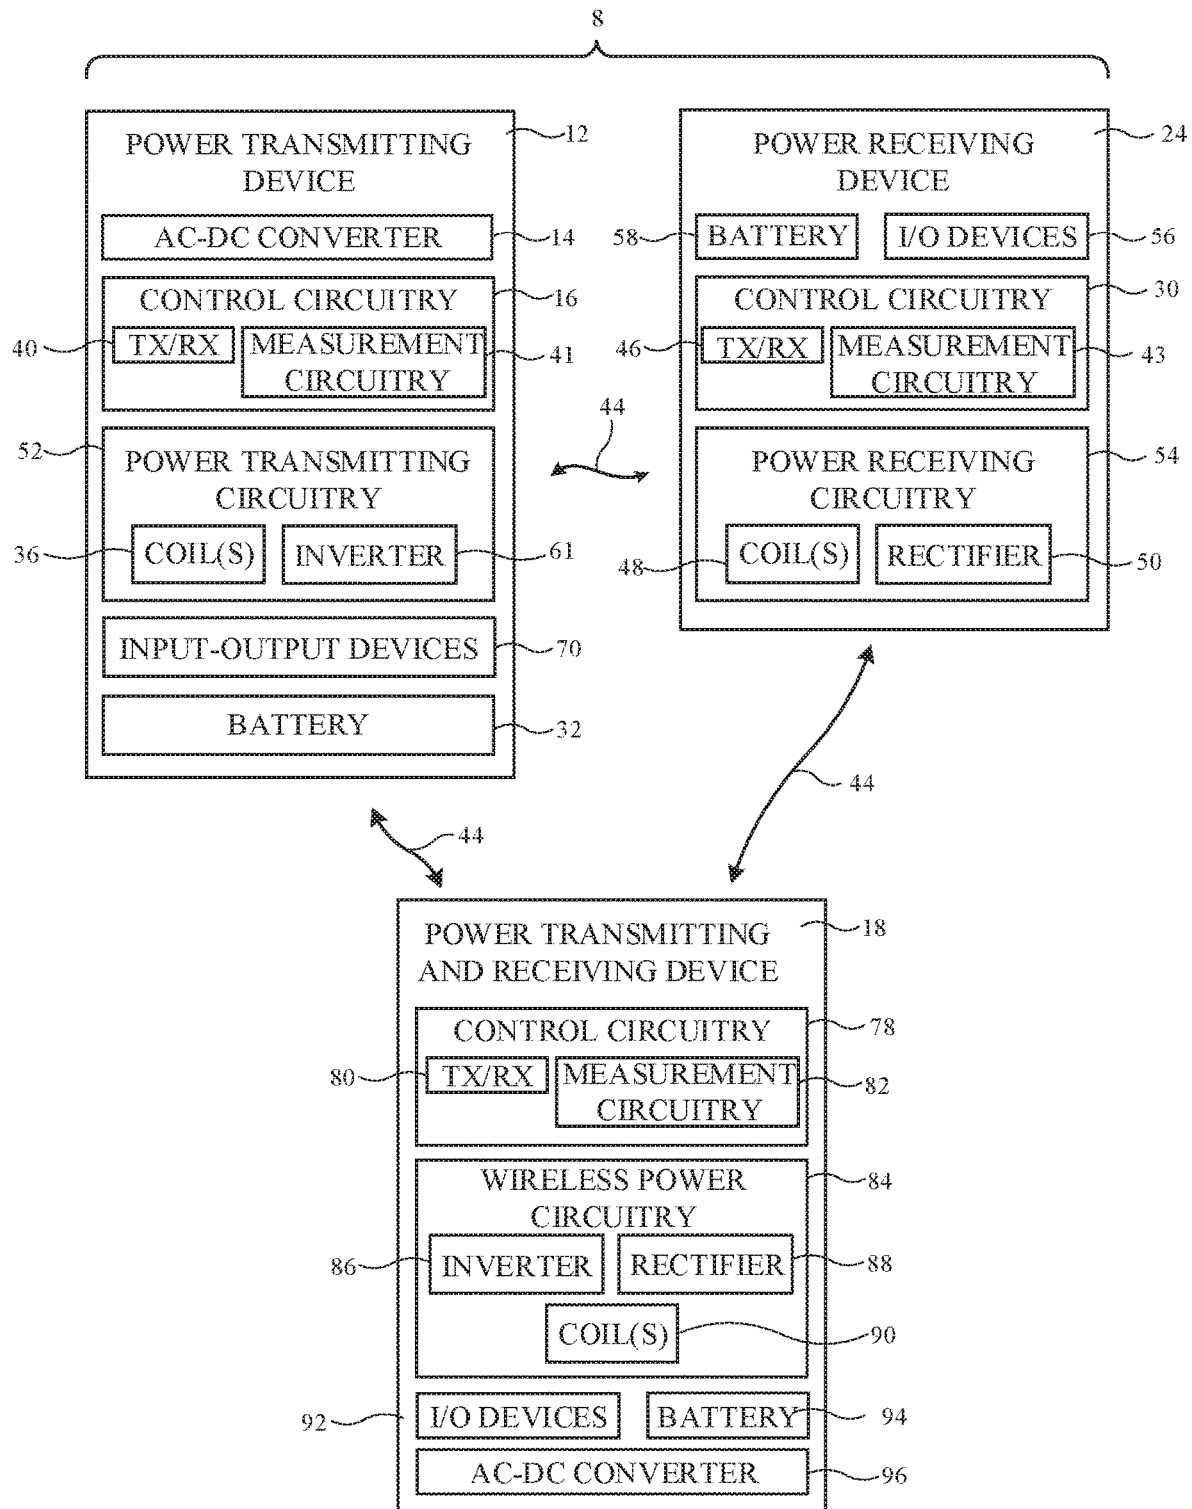 8
POWER TRANSMITTING
DEVICE
12
AC-DC CONVERTER
14
CONTROL CIRCUITRY
16
40
TX/RX
MEASUREMENT
CIRCUITRY
41
52
POWER TRANSMITTING
CIRCUITRY
36
COIL(S)
INVERTER
61
INPUT-OUTPUT DEVICES
70
BATTERY
32
44
POWER RECEIVING
DEVICE
24
58
BATTERY
I/O DEVICES
56
CONTROL CIRCUITRY
30
46
TX/RX
MEASUREMENT
CIRCUITRY
43
POWER RECEIVING
CIRCUITRY
54
48
COIL(S)
RECTIFIER
50
44
44
POWER TRANSMITTING
AND RECEIVING DEVICE
18
CONTROL CIRCUITRY
78
80
TX/RX
MEASUREMENT
CIRCUITRY
82
WIRELESS POWER
CIRCUITRY
84
86
INVERTER
RECTIFIER
88
COIL(S)
90
92
I/O DEVICES
BATTERY
94
AC-DC CONVERTER
96